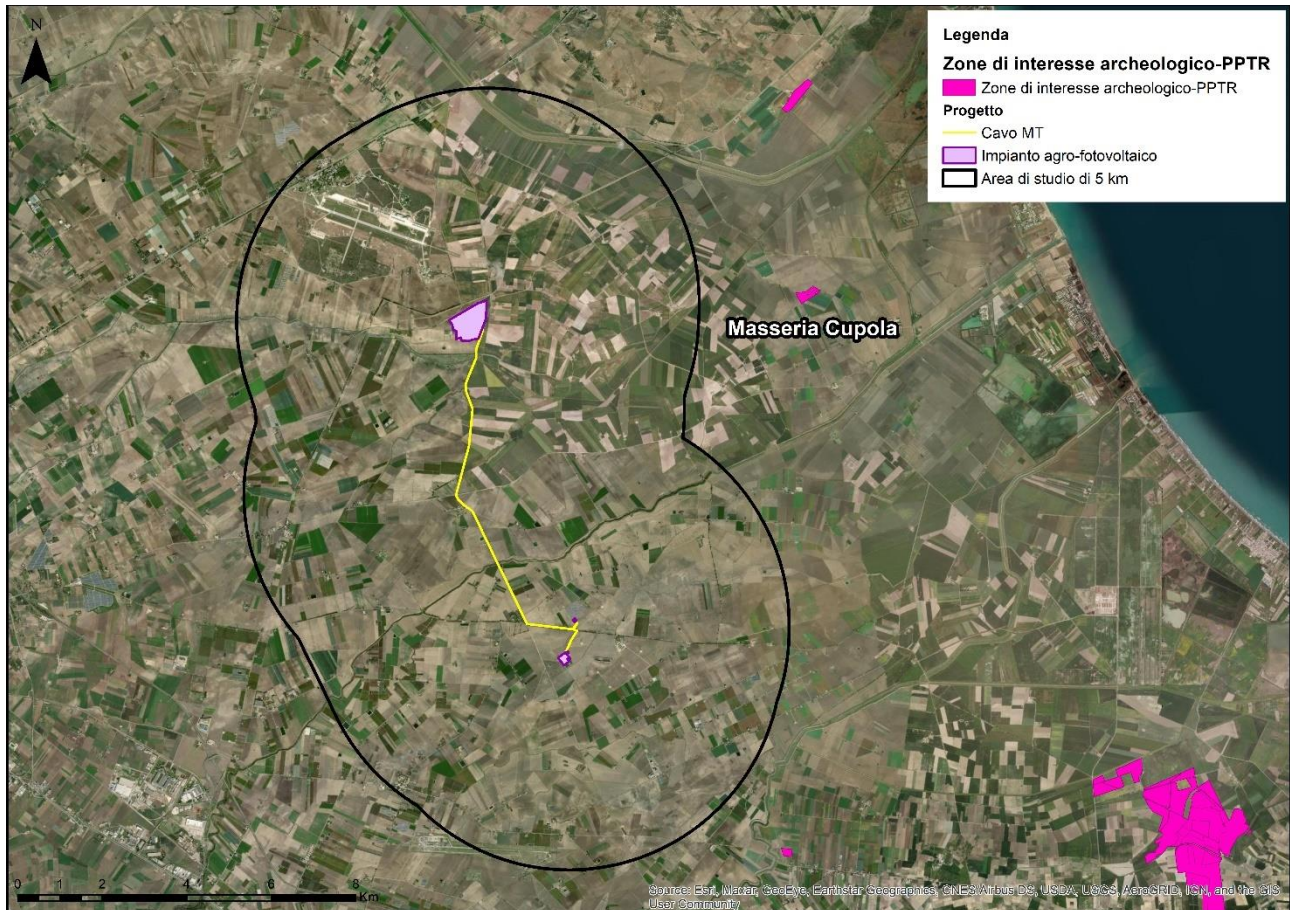 N
Legenda
Zone di interesse archeologico-PPTR
Zone di interesse archeologico-PPTR
Progetto
Cavo MT
Impianto agro-fotovoltaico
Area di studio di 5 km
Masseria Cupola
0 1 2 4 6 8
Km
Source: Esri, Maxar, GeoEye, Earthstar Geographics, CNES/Airbus DS, USDA, USGS, AeroGRID, IGN, and the GIS
User Community